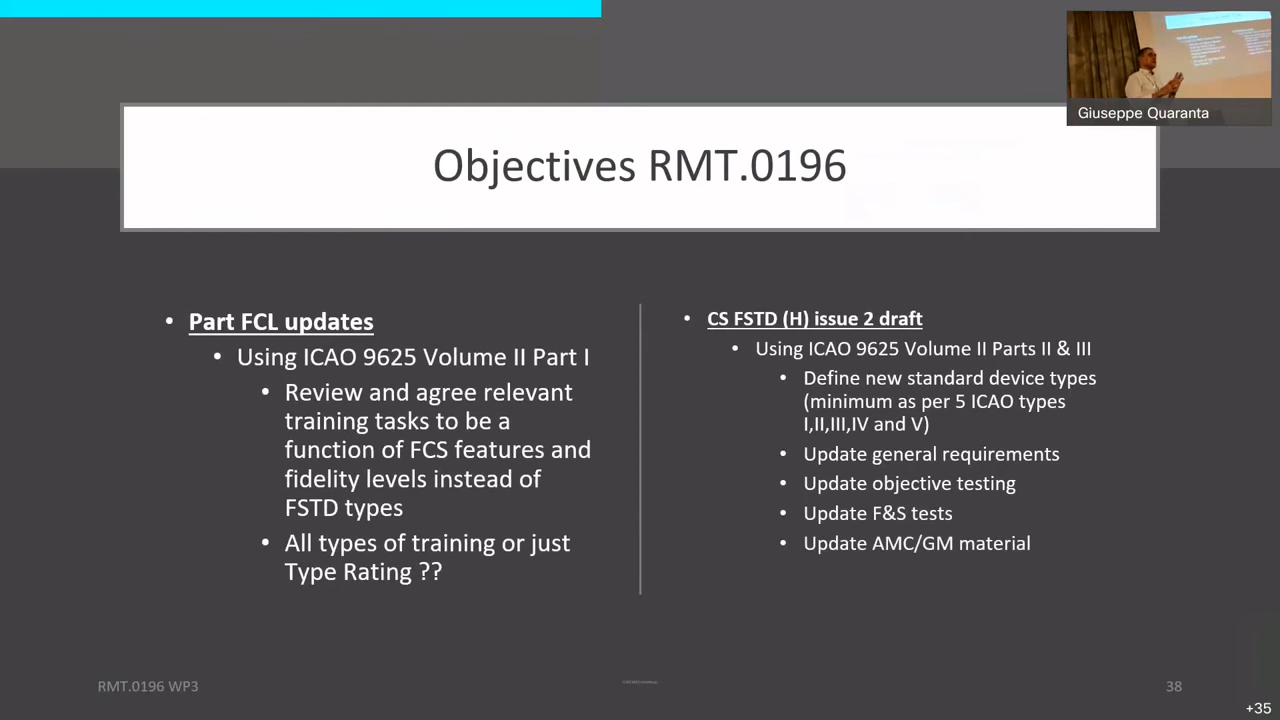 Giuseppe Quaranta
Objectives RMT.0196
• Part FCL updates
• Using ICAO 9625 Volume II Part I
• Review and agree relevant
training tasks to be a
function of FCS features and
fidelity levels instead of
FSTD types
• All types of training or just
Type Rating ??
• CS FSTD (H) issue 2 draft
• Using ICAO 9625 Volume II Parts II & III
• Define new standard device types
(minimum as per 5 ICAO types
I,II,III,IV and V)
• Update general requirements
• Update objective testing
• Update F&S tests
• Update AMC/GM material
RMT.0196 WP3
38
+35